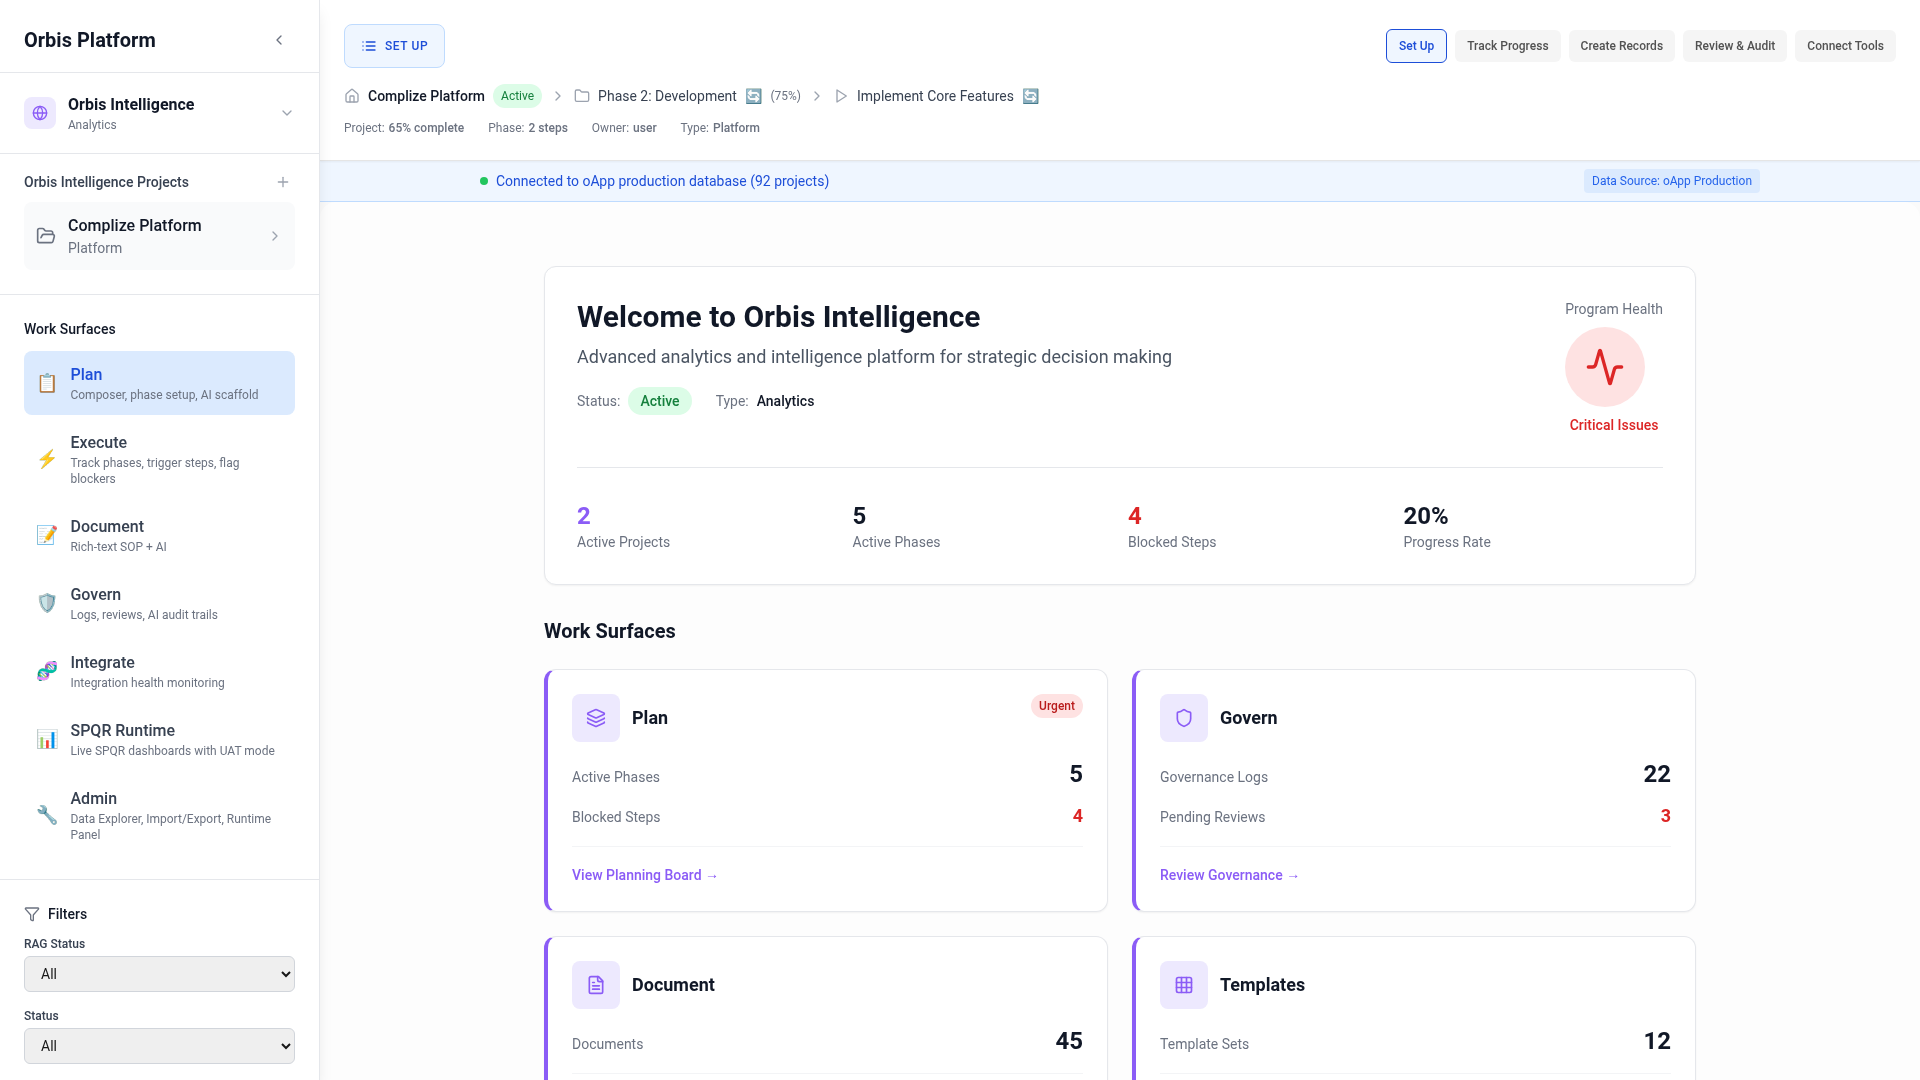 Orbis Platform
Orbis Intelligence
Analytics
Orbis Intelligence Projects
Complize Platform
Platform
Work Surfaces
Plan
Composer, phase setup, AI scaffold
Execute
Track phases, trigger steps, flag
blockers
Document
Rich-text SOP + AI
Govern
Logs, reviews, AI audit trails
Integrate
Integration health monitoring
SPQR Runtime
Live SPQR dashboards with UAT mode
Admin
Data Explorer, Import/Export, Runtime
Panel
Filters
RAG Status
All
Status
All
SET UP
Set Up Track Progress Create Records Review & Audit Connect Tools
Complize Platform Active Phase 2: Development (75%) Implement Core Features
Project: 65% complete Phase: 2 steps Owner: user Type: Platform
Connected to oApp production database (92 projects) Data Source: oApp Production
Welcome to Orbis Intelligence
Advanced analytics and intelligence platform for strategic decision making
Status: Active Type: Analytics
Program Health
Critical Issues
2 5 4 20%
Active Projects Active Phases Blocked Steps Progress Rate
Work Surfaces
Plan Urgent
Active Phases 5
Blocked Steps 4
View Planning Board →
Govern
Governance Logs 22
Pending Reviews 3
Review Governance →
Document
Documents 45
Templates
Template Sets 12